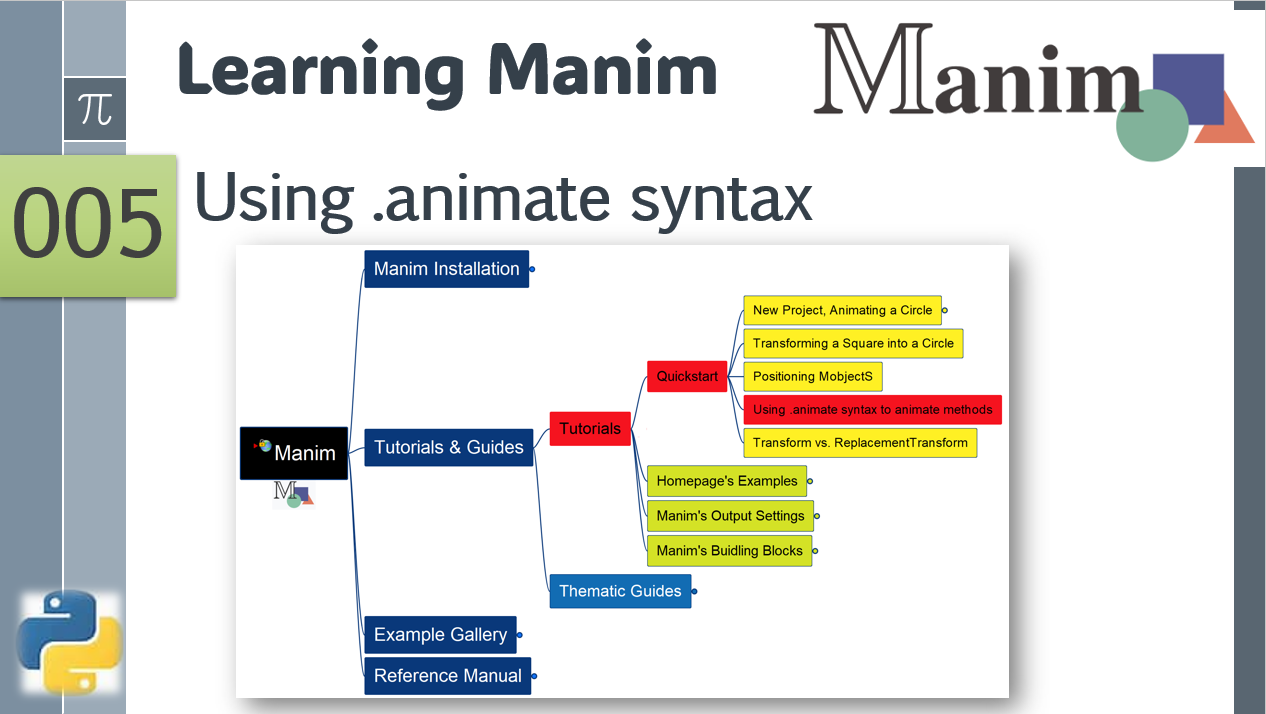 Learning Manim
Manim
π
005
Using .animate syntax
Manim Installation
New Project, Animating a Circle
Transforming a Square into a Circle
Quickstart
Positioning MobjectS
Using .animate syntax to animate methods
Tutorials
Transform vs. ReplacementTransform
Manim
Tutorials & Guides
M
Homepage's Examples
Manim's Output Settings
Manim's Buidling Blocks
Thematic Guides
Example Gallery
Reference Manual